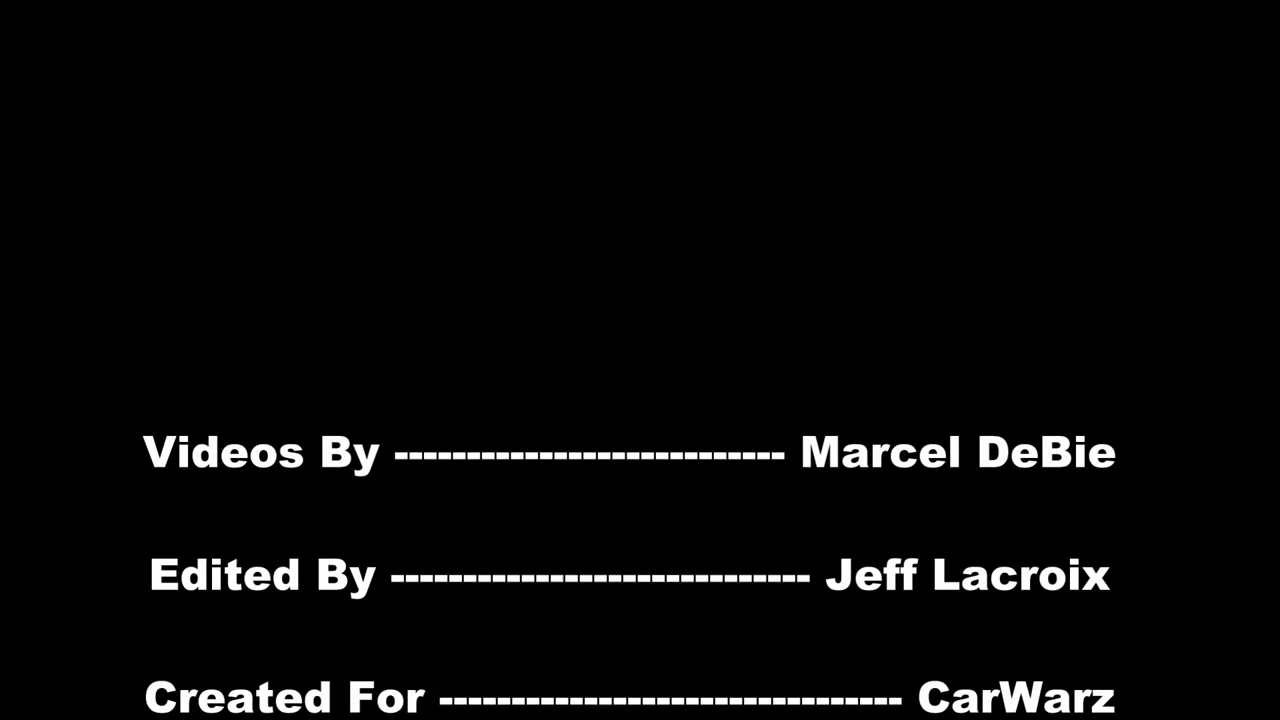 Videos By --------------------------- Marcel DeBie
Edited By ----------------------------- Jeff Lacroix
Created For -------------------------------- CarWarz